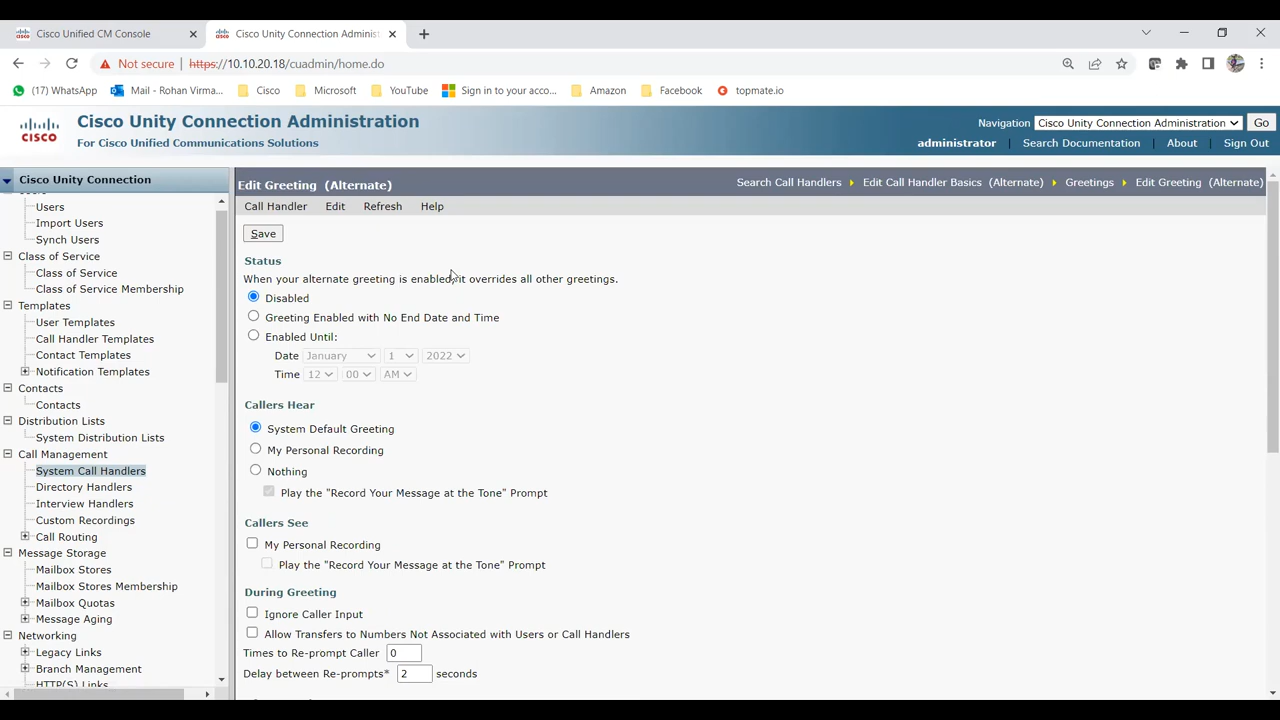 Cisco Unified CM Console
Cisco Unity Connection Administ
Not secure | https://10.10.20.18/cuadmin/home.do
(17) WhatsApp Mail - Rohan Virma... Cisco Microsoft YouTube Sign in to your acco... Amazon Facebook topmate.io
Cisco Unity Connection Administration
For Cisco Unified Communications Solutions
CISCO
Navigation Cisco Unity Connection Administration Go
administrator | Search Documentation | About | Sign Out
Cisco Unity Connection
Users
Users
Import Users
Synch Users
Class of Service
Class of Service
Class of Service Membership
Templates
User Templates
Call Handler Templates
Contact Templates
Notification Templates
Contacts
Contacts
Distribution Lists
System Distribution Lists
Call Management
System Call Handlers
Directory Handlers
Interview Handlers
Custom Recordings
Call Routing
Message Storage
Mailbox Stores
Mailbox Stores Membership
Mailbox Quotas
Message Aging
Networking
Legacy Links
Branch Management
HTTP(S) Links
Edit Greeting (Alternate)
Search Call Handlers Edit Call Handler Basics (Alternate) Greetings Edit Greeting (Alternate)
Call Handler Edit Refresh Help
Save
Status
When your alternate greeting is enabled, it overrides all other greetings.
Disabled
Greeting Enabled with No End Date and Time
Enabled Until:
Date January 1 2022
Time 12 00 AM
Callers Hear
System Default Greeting
My Personal Recording
Nothing
Play the "Record Your Message at the Tone" Prompt
Callers See
My Personal Recording
Play the "Record Your Message at the Tone" Prompt
During Greeting
Ignore Caller Input
Allow Transfers to Numbers Not Associated with Users or Call Handlers
Times to Re-prompt Caller 0
Delay between Re-prompts* 2 seconds